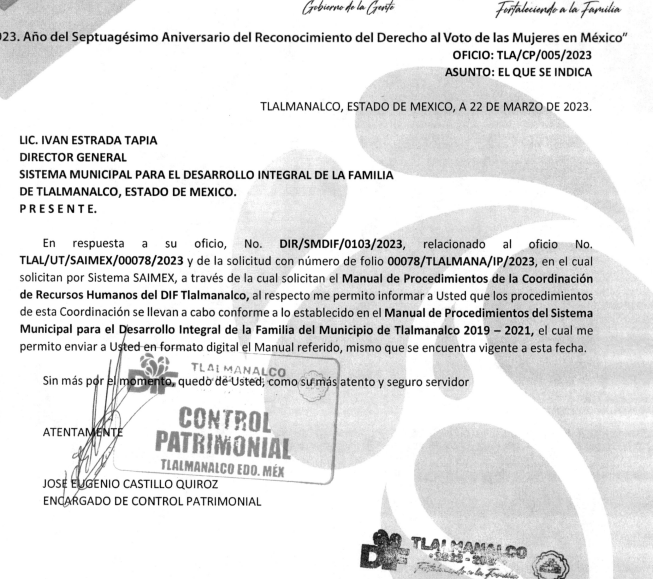 Gobierno de la Gente
Fortaleciendo a la Familia
023. Año del Septuagésimo Aniversario del Reconocimiento del Derecho al Voto de las Mujeres en México"
OFICIO: TLA/CP/005/2023
ASUNTO: EL QUE SE INDICA
TLALMANALCO, ESTADO DE MEXICO, A 22 DE MARZO DE 2023.
LIC. IVAN ESTRADA TAPIA
DIRECTOR GENERAL
SISTEMA MUNICIPAL PARA EL DESARROLLO INTEGRAL DE LA FAMILIA
DE TLALMANALCO, ESTADO DE MEXICO.
P R E S E N T E.
En respuesta a su oficio, No. DIR/SMDIF/0103/2023, relacionado al oficio No.
TLAL/UT/SAIMEX/00078/2023 y de la solicitud con número de folio 00078/TLALMANA/IP/2023, en el cual
solicitan por Sistema SAIMEX, a través de la cual solicitan el Manual de Procedimientos de la Coordinación
de Recursos Humanos del DIF Tlalmanalco, al respecto me permito informar a Usted que los procedimientos
de esta Coordinación se llevan a cabo conforme a lo establecido en el Manual de Procedimientos del Sistema
Municipal para el Desarrollo Integral de la Familia del Municipio de Tlalmanalco 2019 – 2021, el cual me
permito enviar a Usted en formato digital el Manual referido, mismo que se encuentra vigente a esta fecha.
DIF TLALMANALCO
Sin más por el momento, quedo de Usted, como su más atento y seguro servidor
CONTROL
PATRIMONIAL
TLALMANALCO EDO. MÉX
ATENTAMENTE
JOSÉ EUGENIO CASTILLO QUIROZ
ENCARGADO DE CONTROL PATRIMONIAL
DIF TLALMANALCO
Fortaleciendo a la Familia